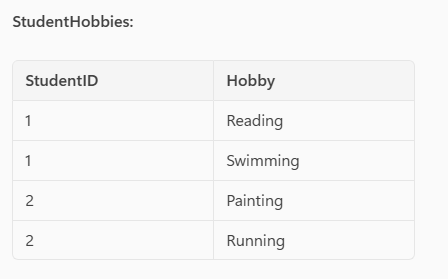 StudentHobbies:
StudentID Hobby
1 Reading
1 Swimming
2 Painting
2 Running